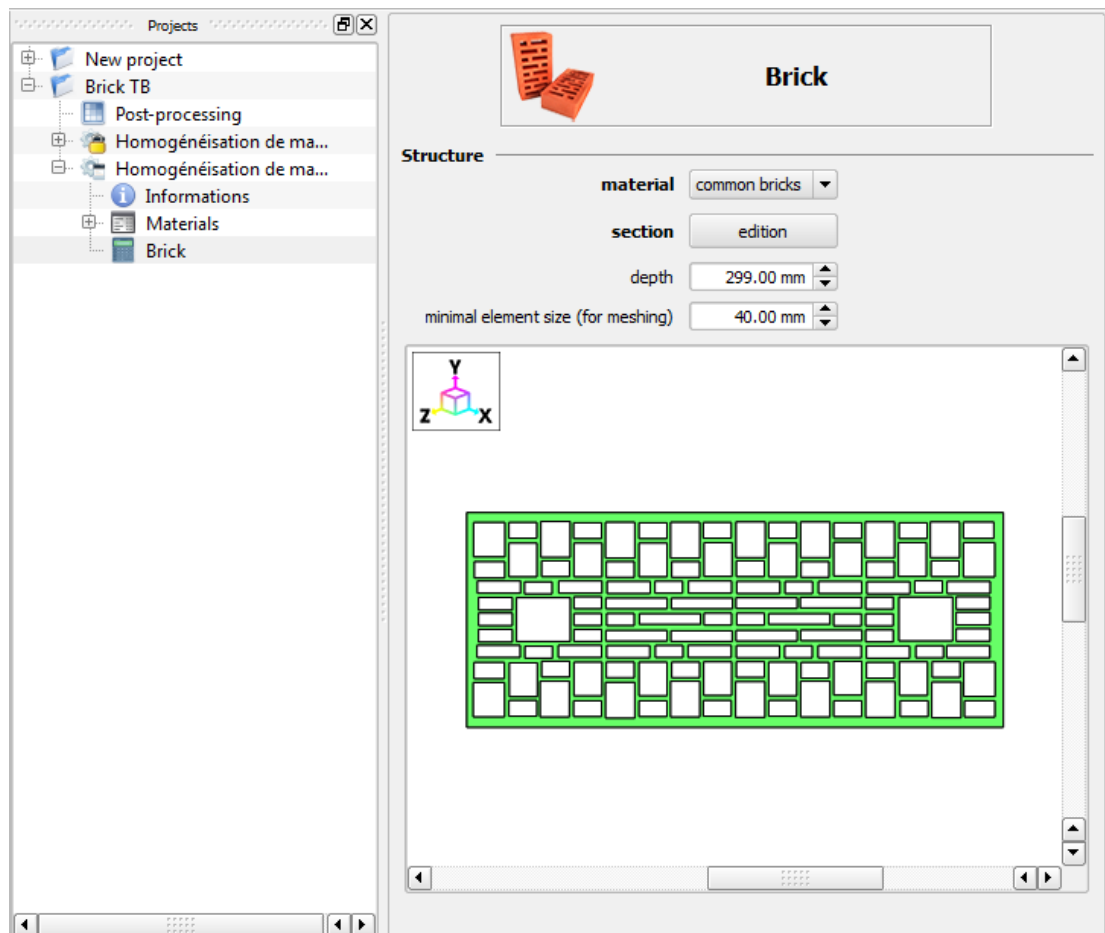 Projects
New project
Brick TB
Post-processing
Homogénéisation de ma...
Homogénéisation de ma...
Informations
Materials
Brick
Brick
Structure
material common bricks
section edition
depth 299.00 mm
minimal element size (for meshing) 40.00 mm
Y
Z X